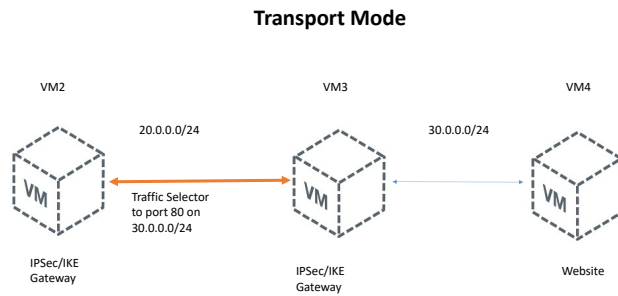 Transport Mode
VM2
VM3
VM4
20.0.0.0/24
30.0.0.0/24
VM
VM
VM
Traffic Selector
to port 80 on
30.0.0.0/24
IPSec/IKE
Gateway
IPSec/IKE
Gateway
Website